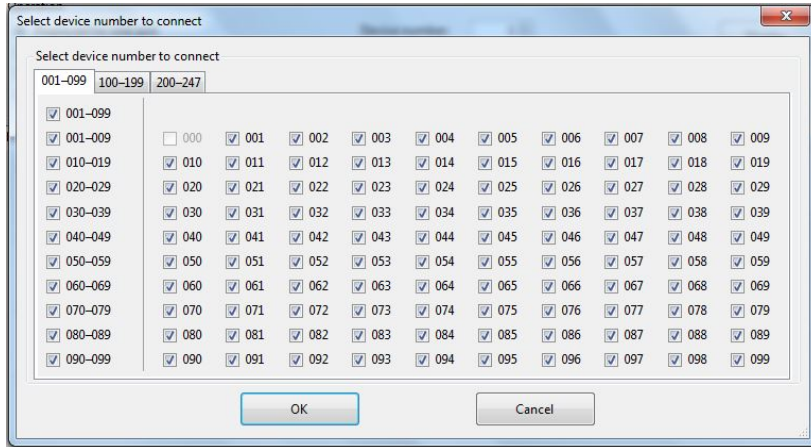 Select device number to connect
Select device number to connect
001–099 100–199 200–247
001–099
001–009 000 001 002 003 004 005 006 007 008 009
010–019 010 011 012 013 014 015 016 017 018 019
020–029 020 021 022 023 024 025 026 027 028 029
030–039 030 031 032 033 034 035 036 037 038 039
040–049 040 041 042 043 044 045 046 047 048 049
050–059 050 051 052 053 054 055 056 057 058 059
060–069 060 061 062 063 064 065 066 067 068 069
070–079 070 071 072 073 074 075 076 077 078 079
080–089 080 081 082 083 084 085 086 087 088 089
090–099 090 091 092 093 094 095 096 097 098 099
OK Cancel